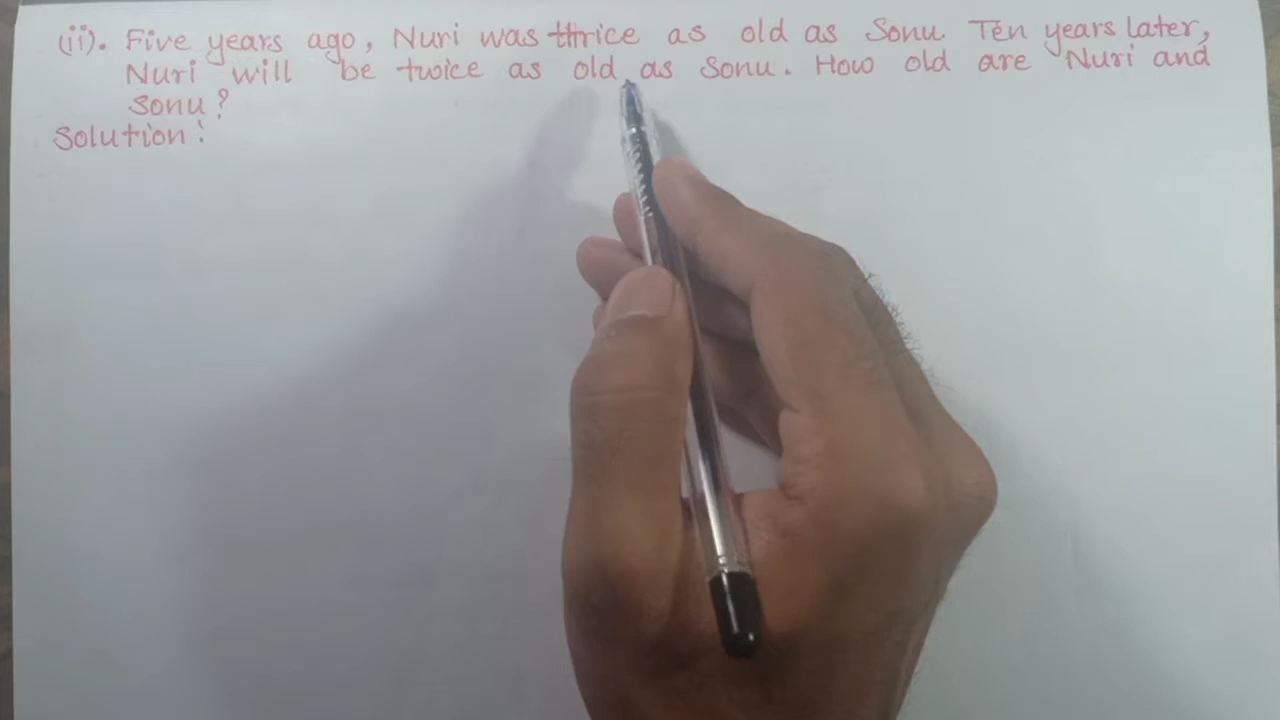 (ii). Five years ago, Nuri was thrice as old as Sonu. Ten years later,
Nuri will be twice as old as Sonu. How old are Nuri and
Sonu?
Solution: